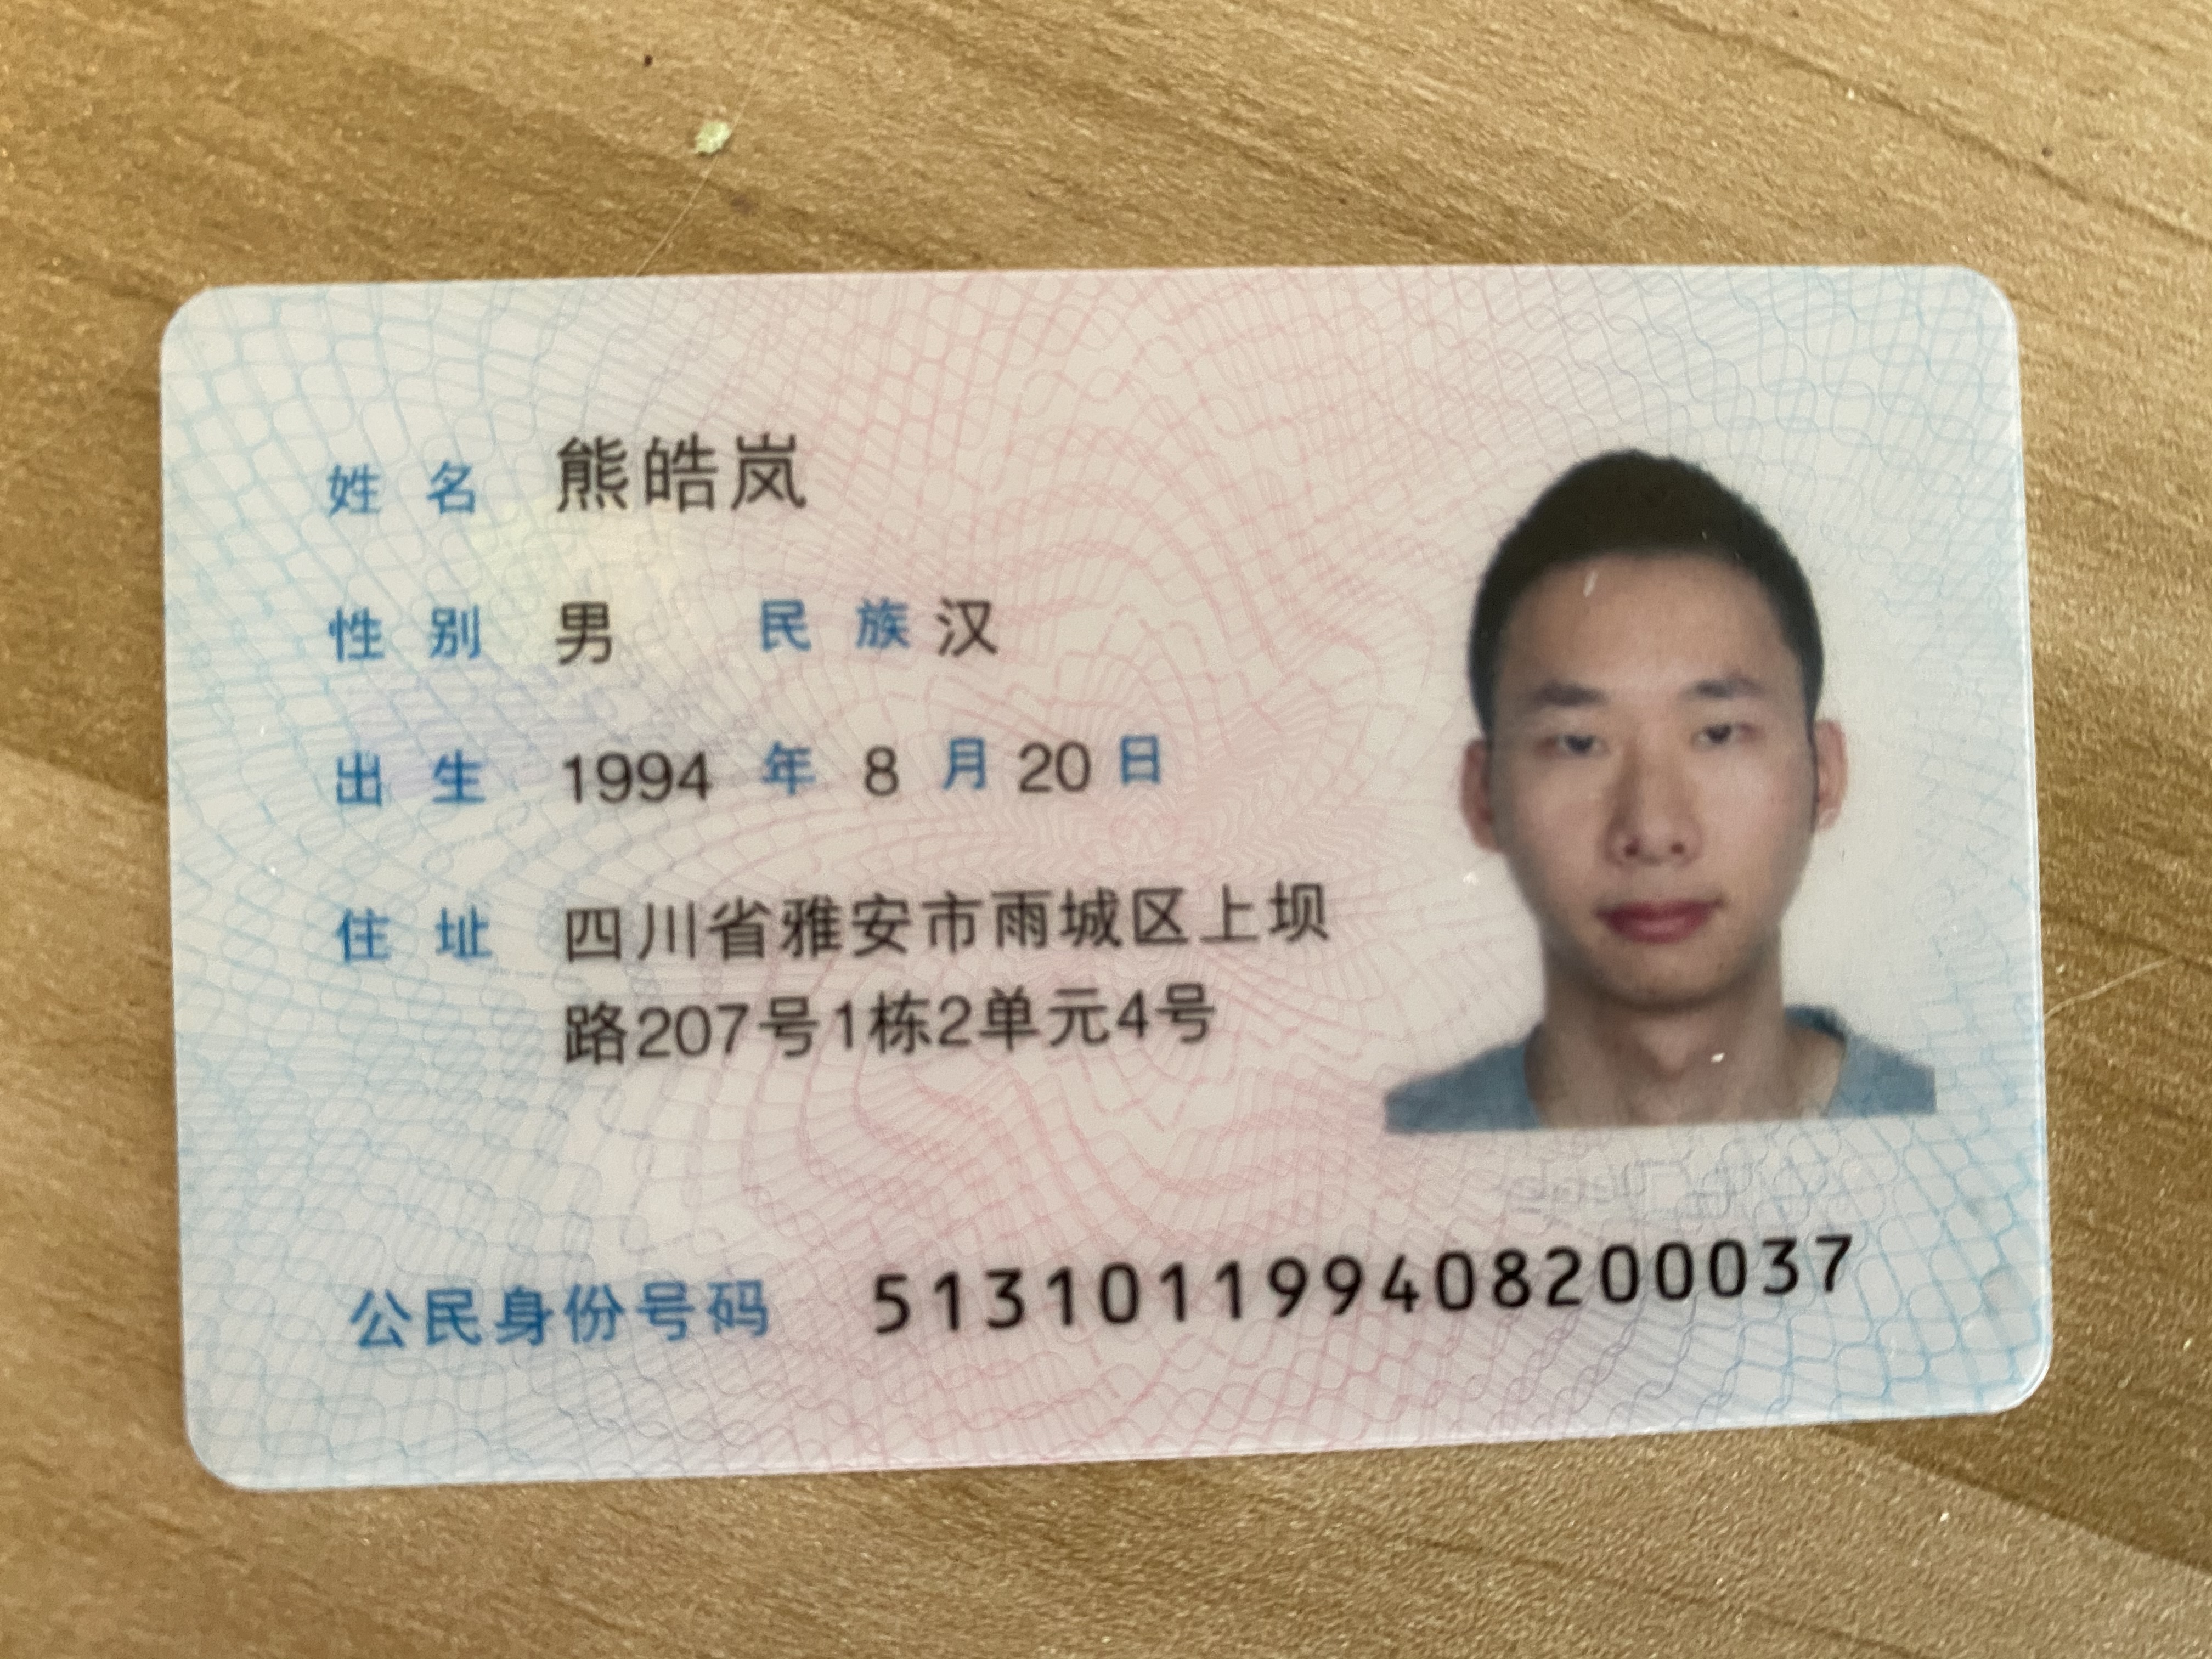 姓名 熊皓岚
性别 男 民族 汉
出生 1994 年 8 月 20 日
住址 四川省雅安市雨城区上坝
路207号1栋2单元4号
公民身份号码 513101199408200037